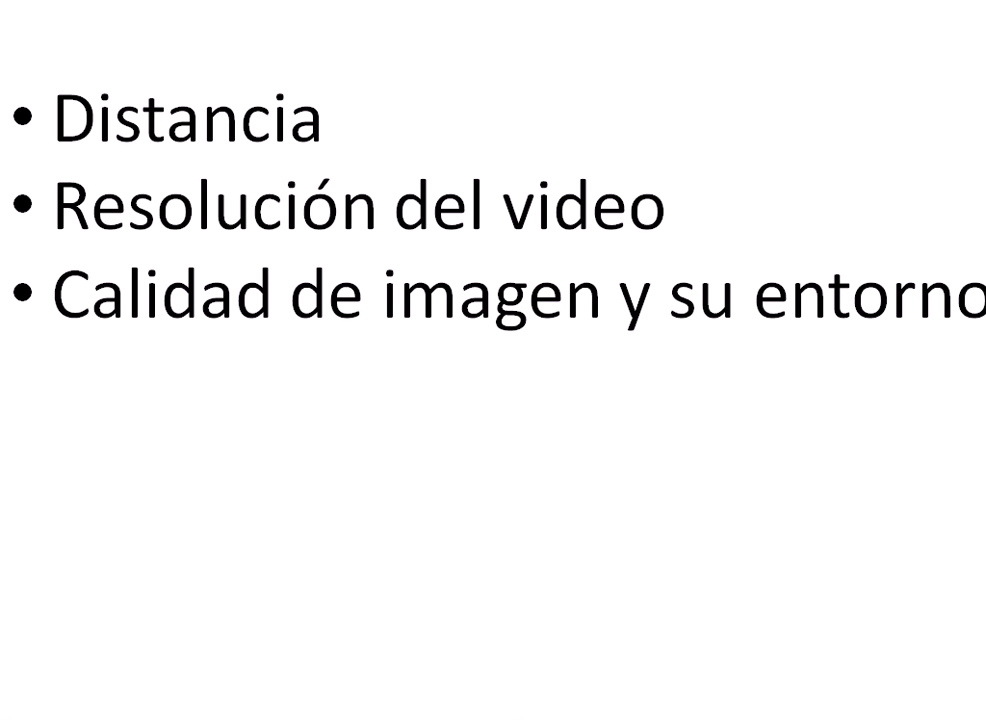 • Distancia
• Resolución del video
• Calidad de imagen y su entorno